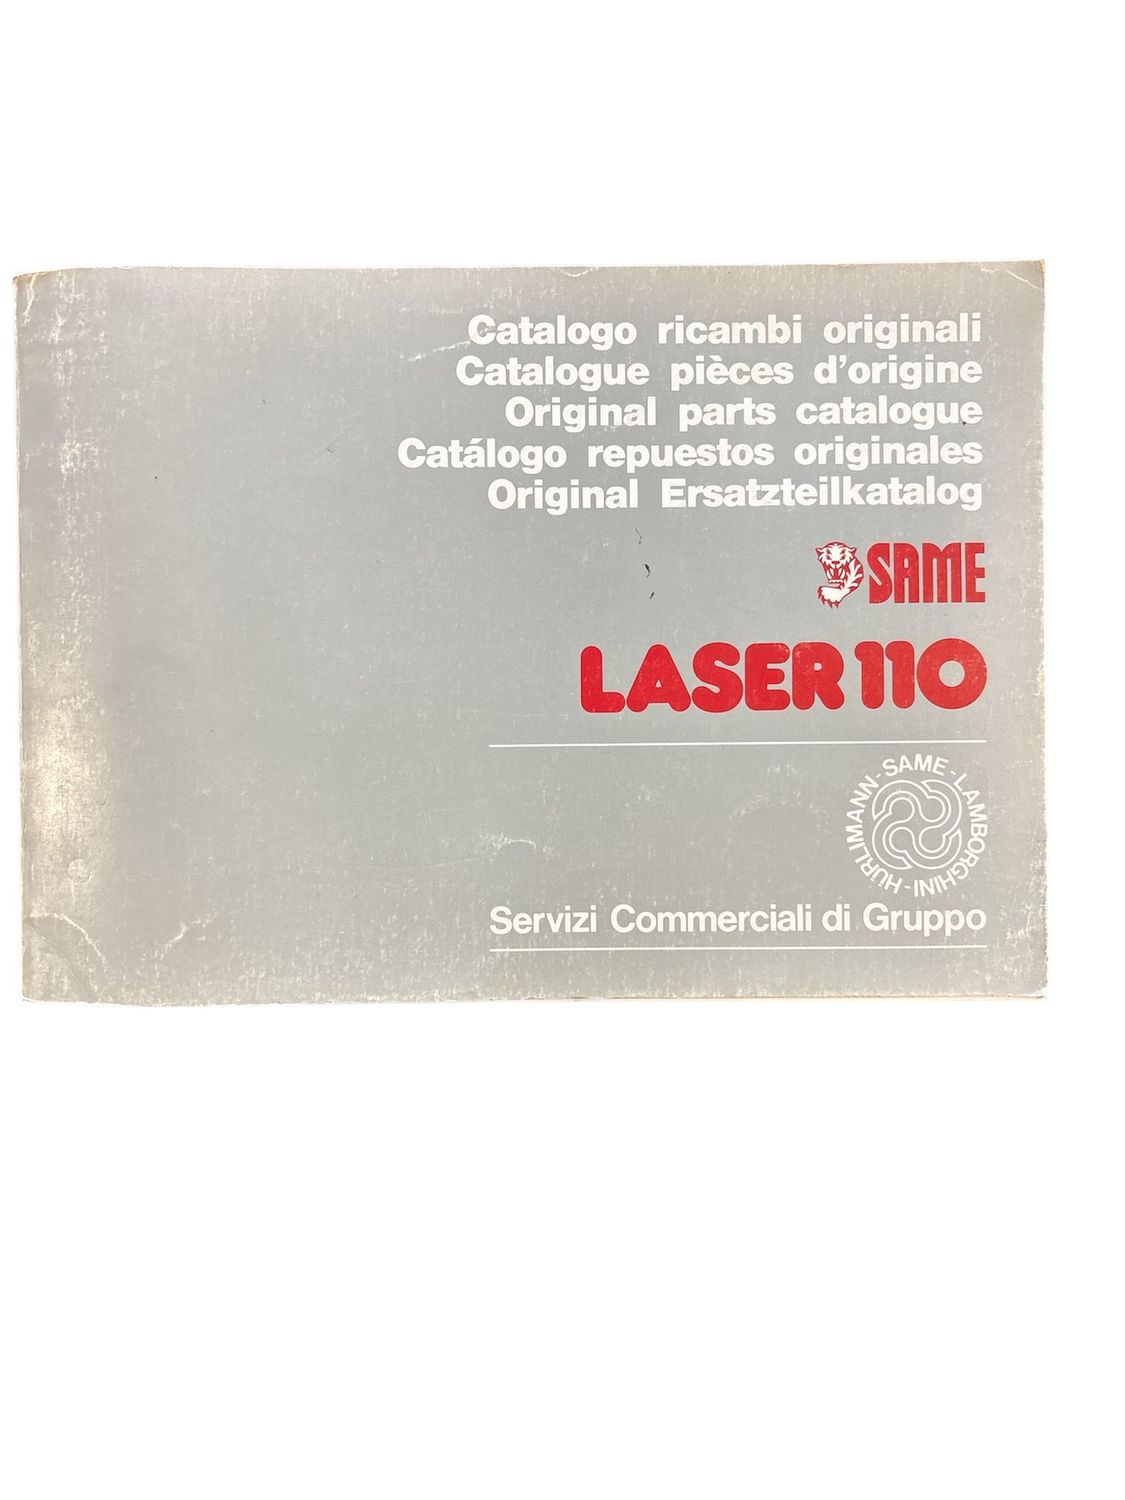 Catalogo ricambi originali
Catalogue pièces d'origine
Original parts catalogue
Catálogo repuestos originales
Original Ersatzteilkatalog
SAME
LASER 110
HÜRLIMANN - SAME - LAMBORGHINI -
Servizi Commerciali di Gruppo